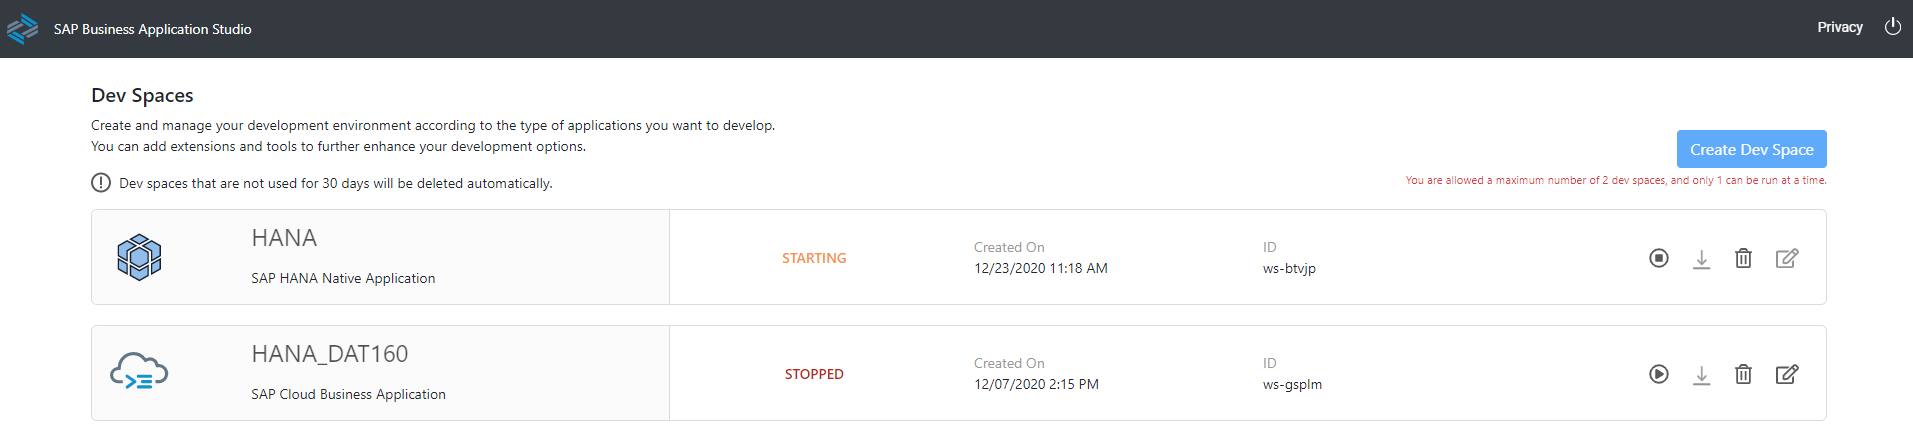 SAP Business Application Studio
Privacy
Dev Spaces
Create and manage your development environment according to the type of applications you want to develop.
You can add extensions and tools to further enhance your development options.
Create Dev Space
Dev spaces that are not used for 30 days will be deleted automatically.
You are allowed a maximum number of 2 dev spaces, and only 1 can be run at a time.
HANA
SAP HANA Native Application
STARTING
Created On
12/23/2020 11:18 AM
ID
ws-btvjp
HANA_DAT160
SAP Cloud Business Application
STOPPED
Created On
12/07/2020 2:15 PM
ID
ws-gsplm